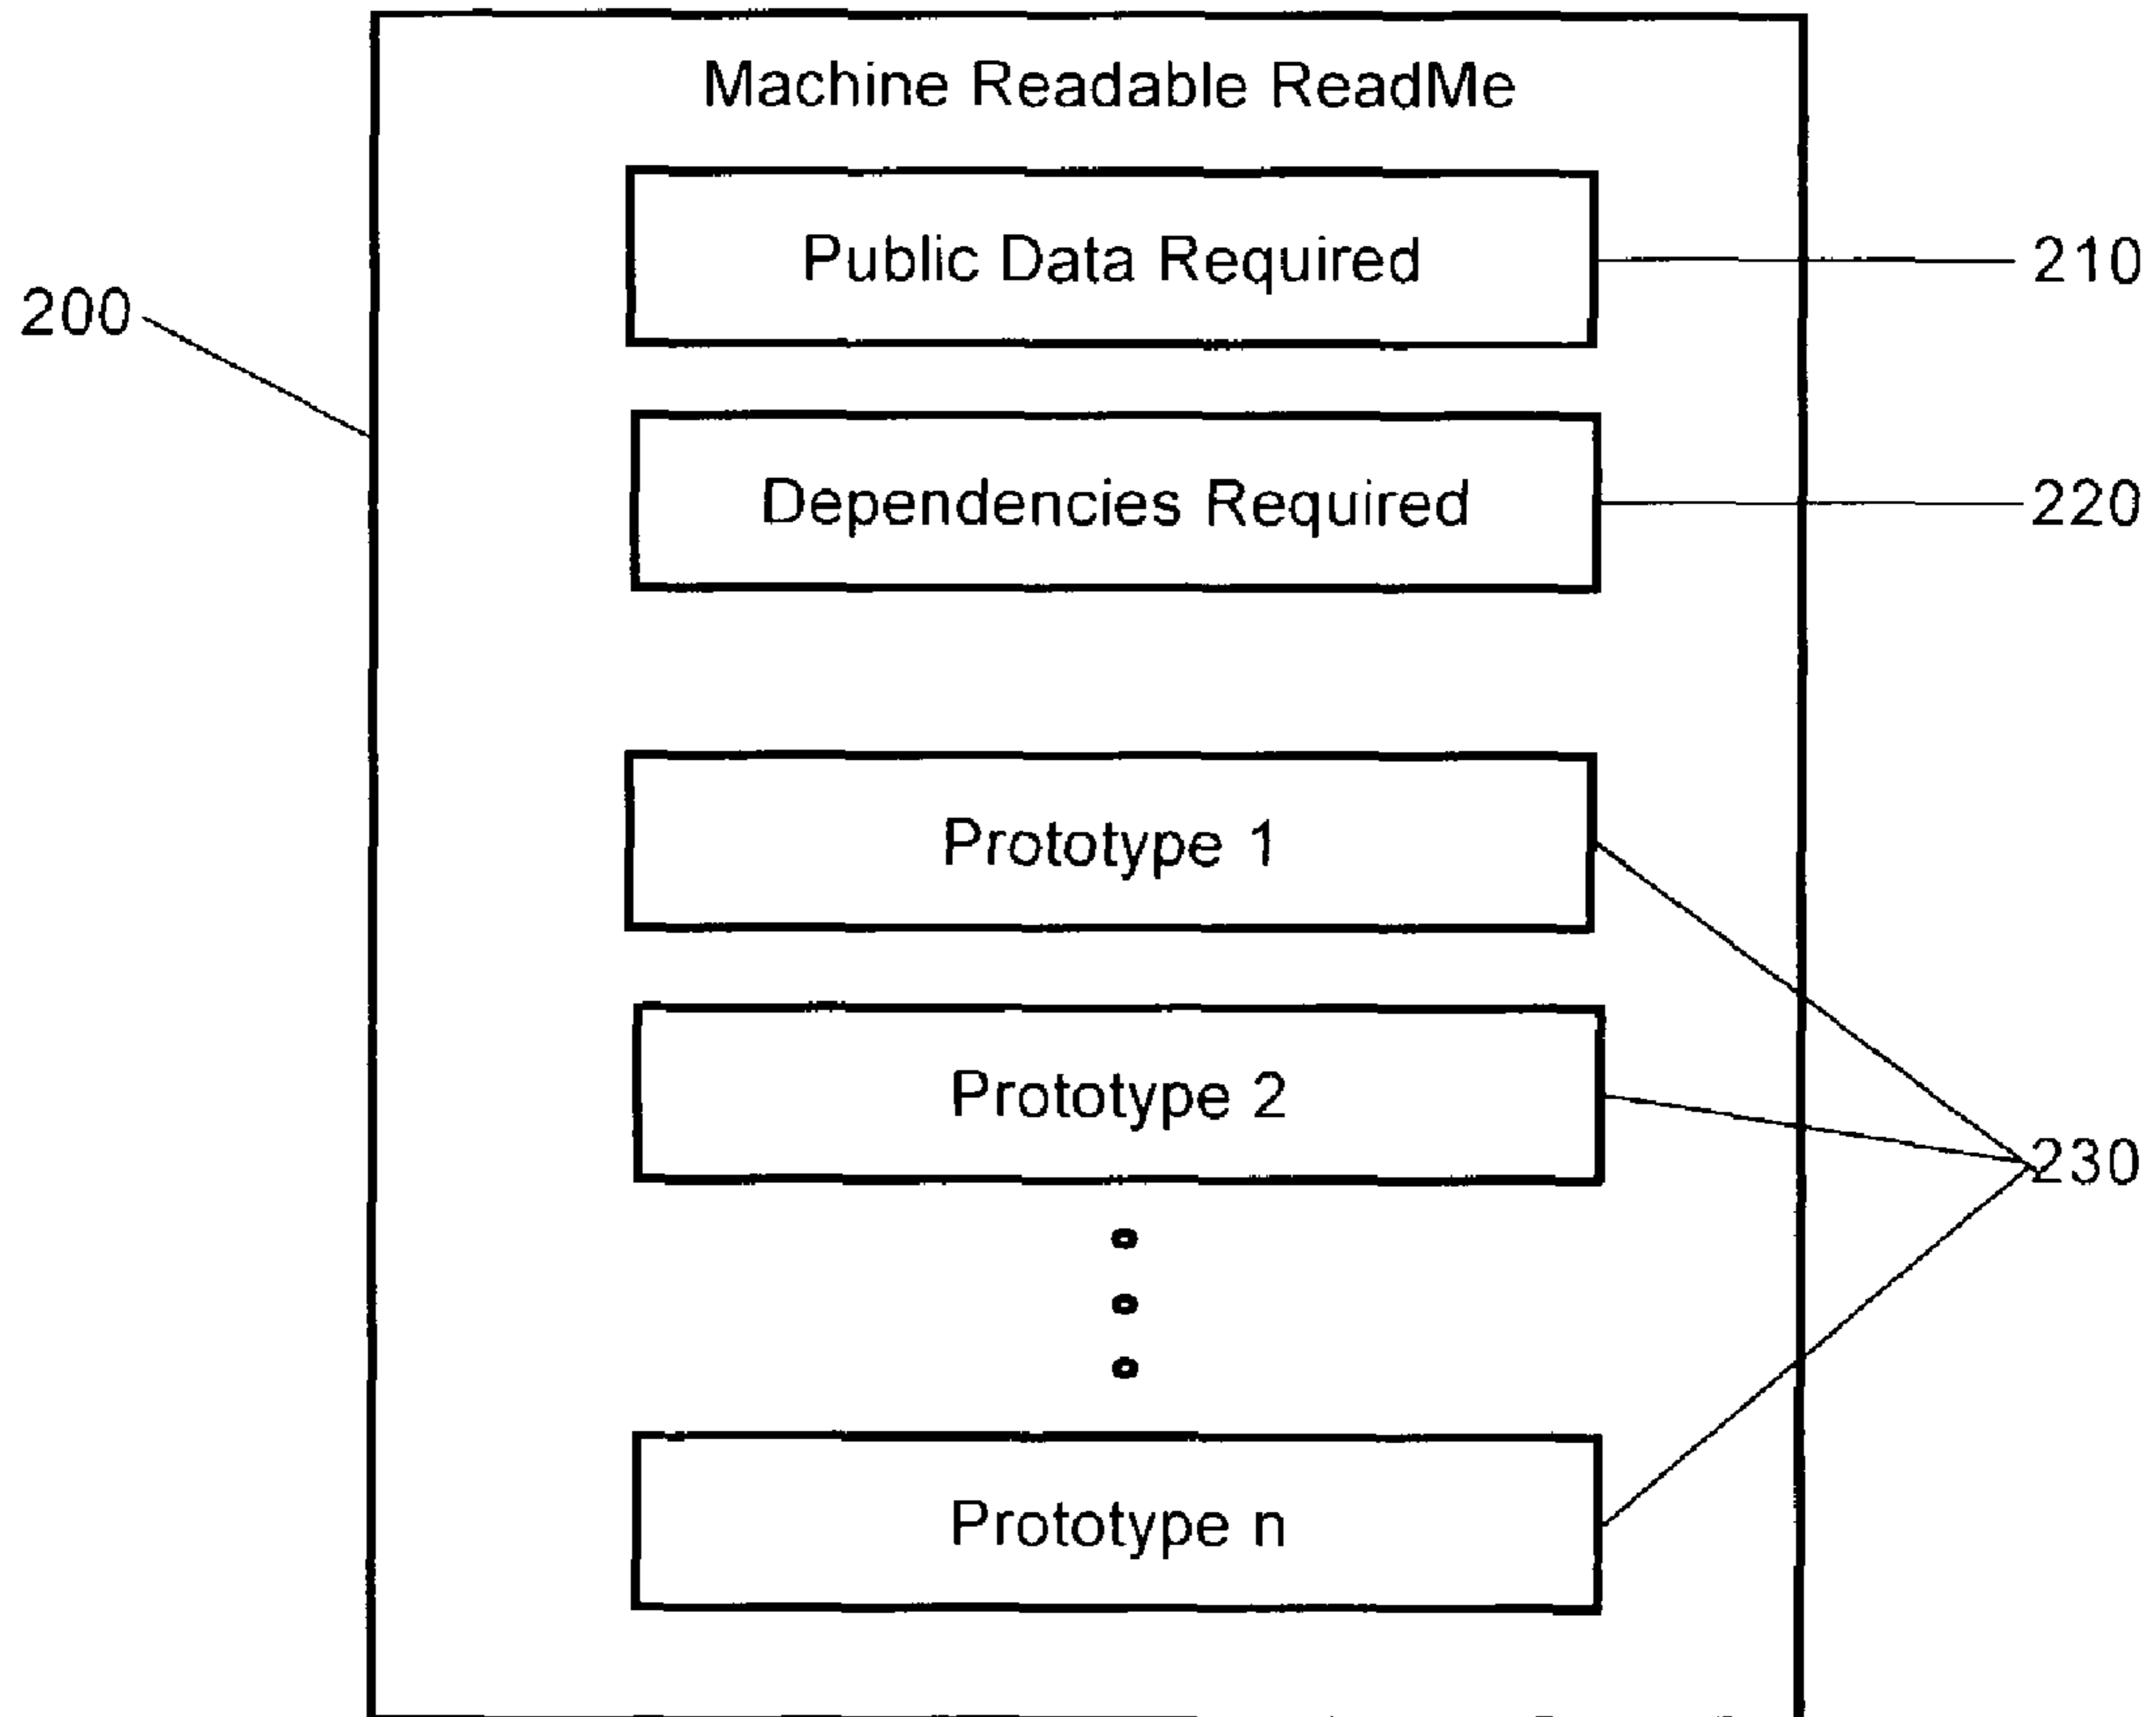 Machine Readable ReadMe
Public Data Required
210
200
Dependencies Required
220
Prototype 1
Prototype 2
230
Prototype n